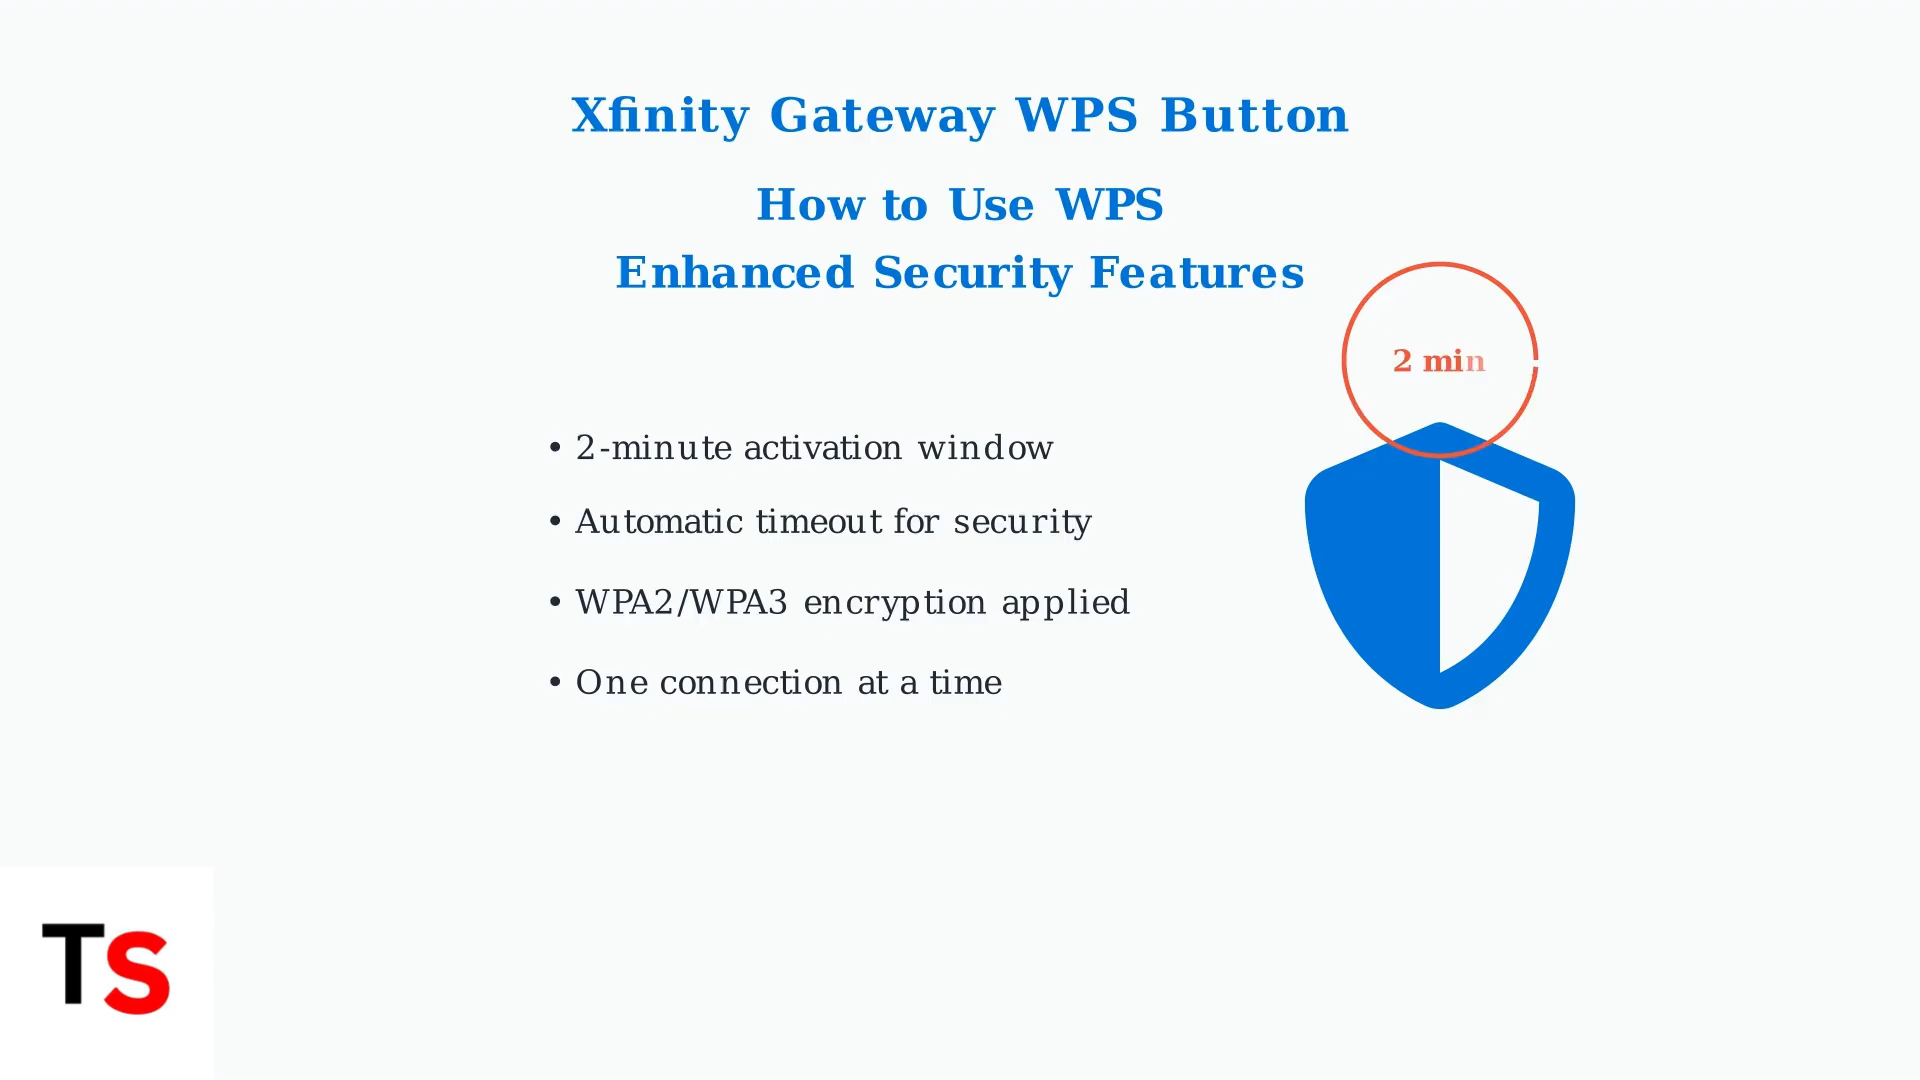 Xfinity Gateway WPS Button
How to Use WPS
Enhanced Security Features
2 min
• 2-minute activation window
• Automatic timeout for security
• WPA2/WPA3 encryption applied
• One connection at a time
TS